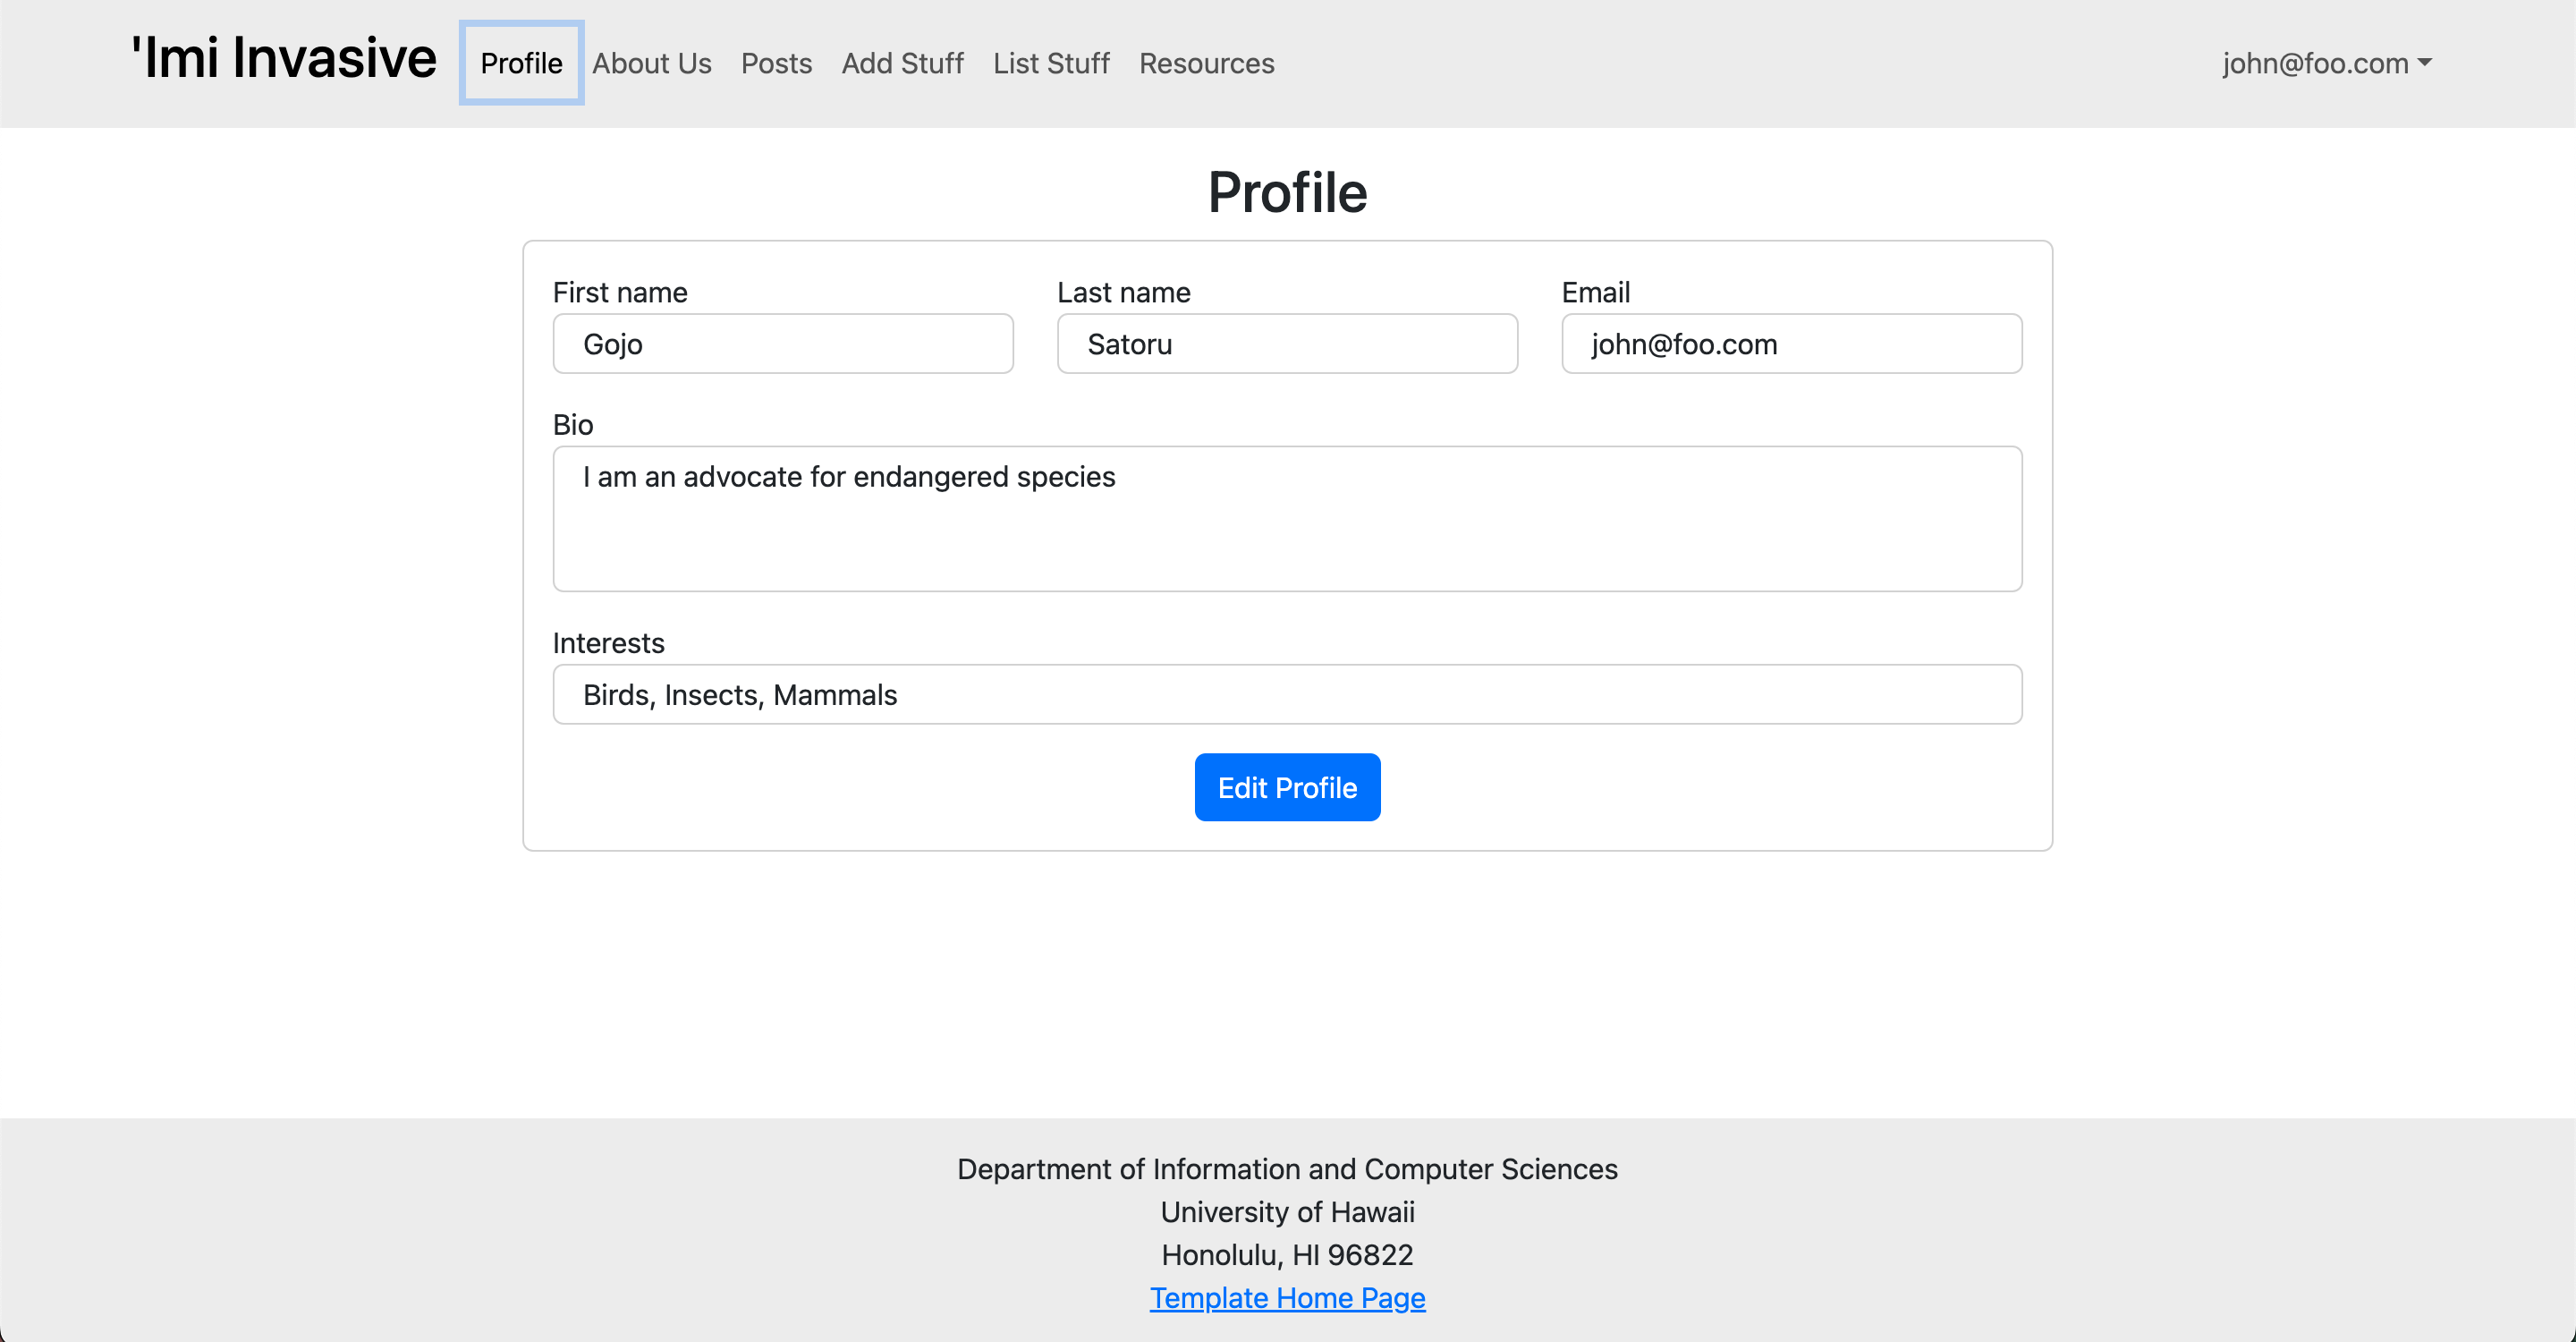 'Imi Invasive Profile About Us Posts Add Stuff List Stuff Resources john@foo.com
Profile
First name Last name Email
Gojo Satoru john@foo.com
Bio
I am an advocate for endangered species
Interests
Birds, Insects, Mammals
Edit Profile
Department of Information and Computer Sciences
University of Hawaii
Honolulu, HI 96822
Template Home Page